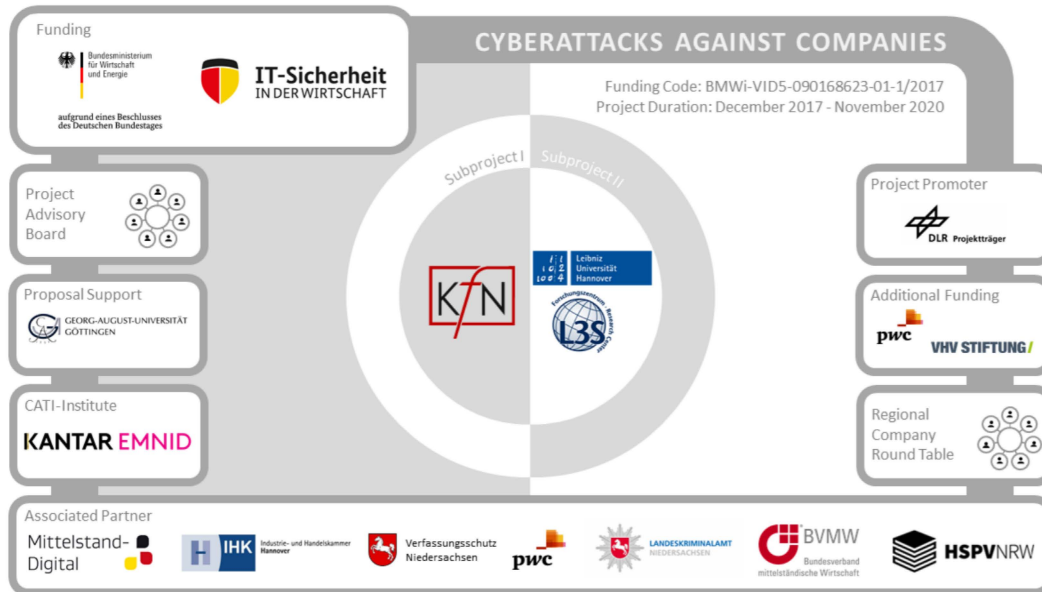 Funding
Bundesministerium
für Wirtschaft
und Energie
aufgrund eines Beschlusses
des Deutschen Bundestages
IT-Sicherheit
IN DER WIRTSCHAFT
CYBERATTACKS AGAINST COMPANIES
Funding Code: BMWi-VID5-090168623-01-1/2017
Project Duration: December 2017 - November 2020
Subproject I
Subproject II
Project
Advisory
Board
Proposal Support
GEORG-AUGUST-UNIVERSITÄT
GÖTTINGEN
CATI-Institute
KANTAR EMNID
KfN
Leibniz
Universität
Hannover
Forschungszentrum · Research Center
L3S
Project Promoter
DLR Projektträger
Additional Funding
pwc
VHV STIFTUNG/
Regional
Company
Round Table
Associated Partner
Mittelstand-
Digital
H IHK
Industrie- und Handelskammer
Hannover
Verfassungsschutz
Niedersachsen
pwc
LANDESKRIMINALAMT
NIEDERSACHSEN
BVMW
Bundesverband
mittelständische Wirtschaft
HSPVNRW